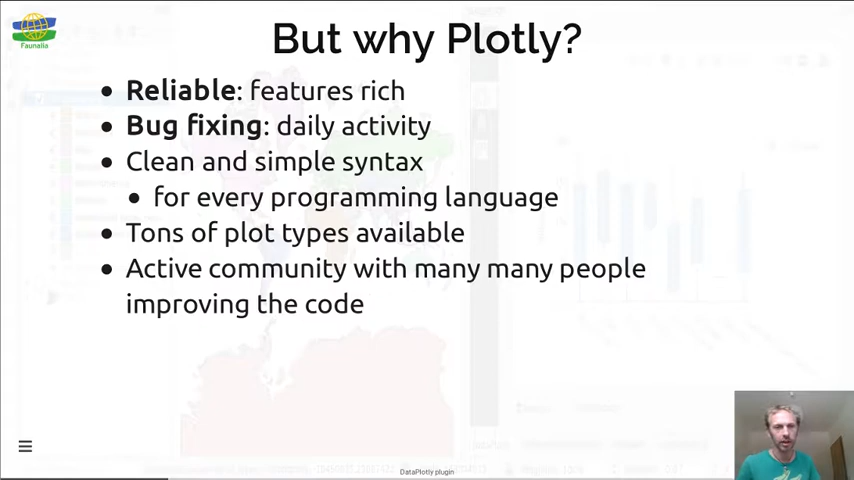 Faunalia
But why Plotly?
• Reliable: features rich
• Bug fixing: daily activity
• Clean and simple syntax
• for every programming language
• Tons of plot types available
• Active community with many many people
improving the code
DataPlotly plugin